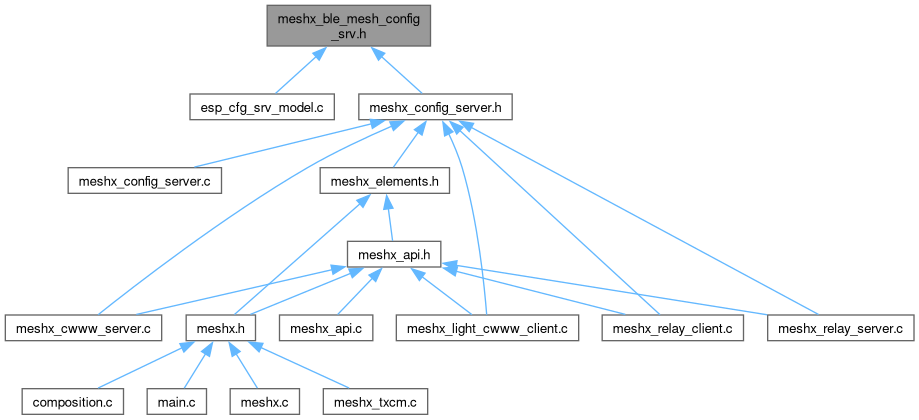 meshx_ble_mesh_config
_srv.h
esp_cfg_srv_model.c
meshx_config_server.h
meshx_config_server.c
meshx_elements.h
meshx_api.h
meshx_cwww_server.c
meshx.h
meshx_api.c
meshx_light_cwww_client.c
meshx_relay_client.c
meshx_relay_server.c
composition.c
main.c
meshx.c
meshx_txcm.c